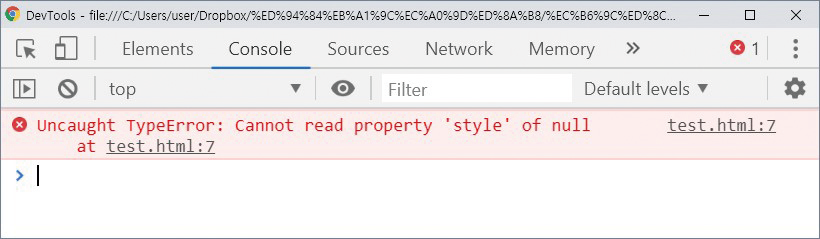 DevTools - file:///C:/Users/user/Dropbox/%ED%94%84%EB%A1%9C%EC%A0%9D%ED%8A%B8/%EC%B6%9C%ED%8C...
Elements Console Sources Network Memory » 1
top Filter Default levels
Uncaught TypeError: Cannot read property 'style' of null test.html:7
at test.html:7